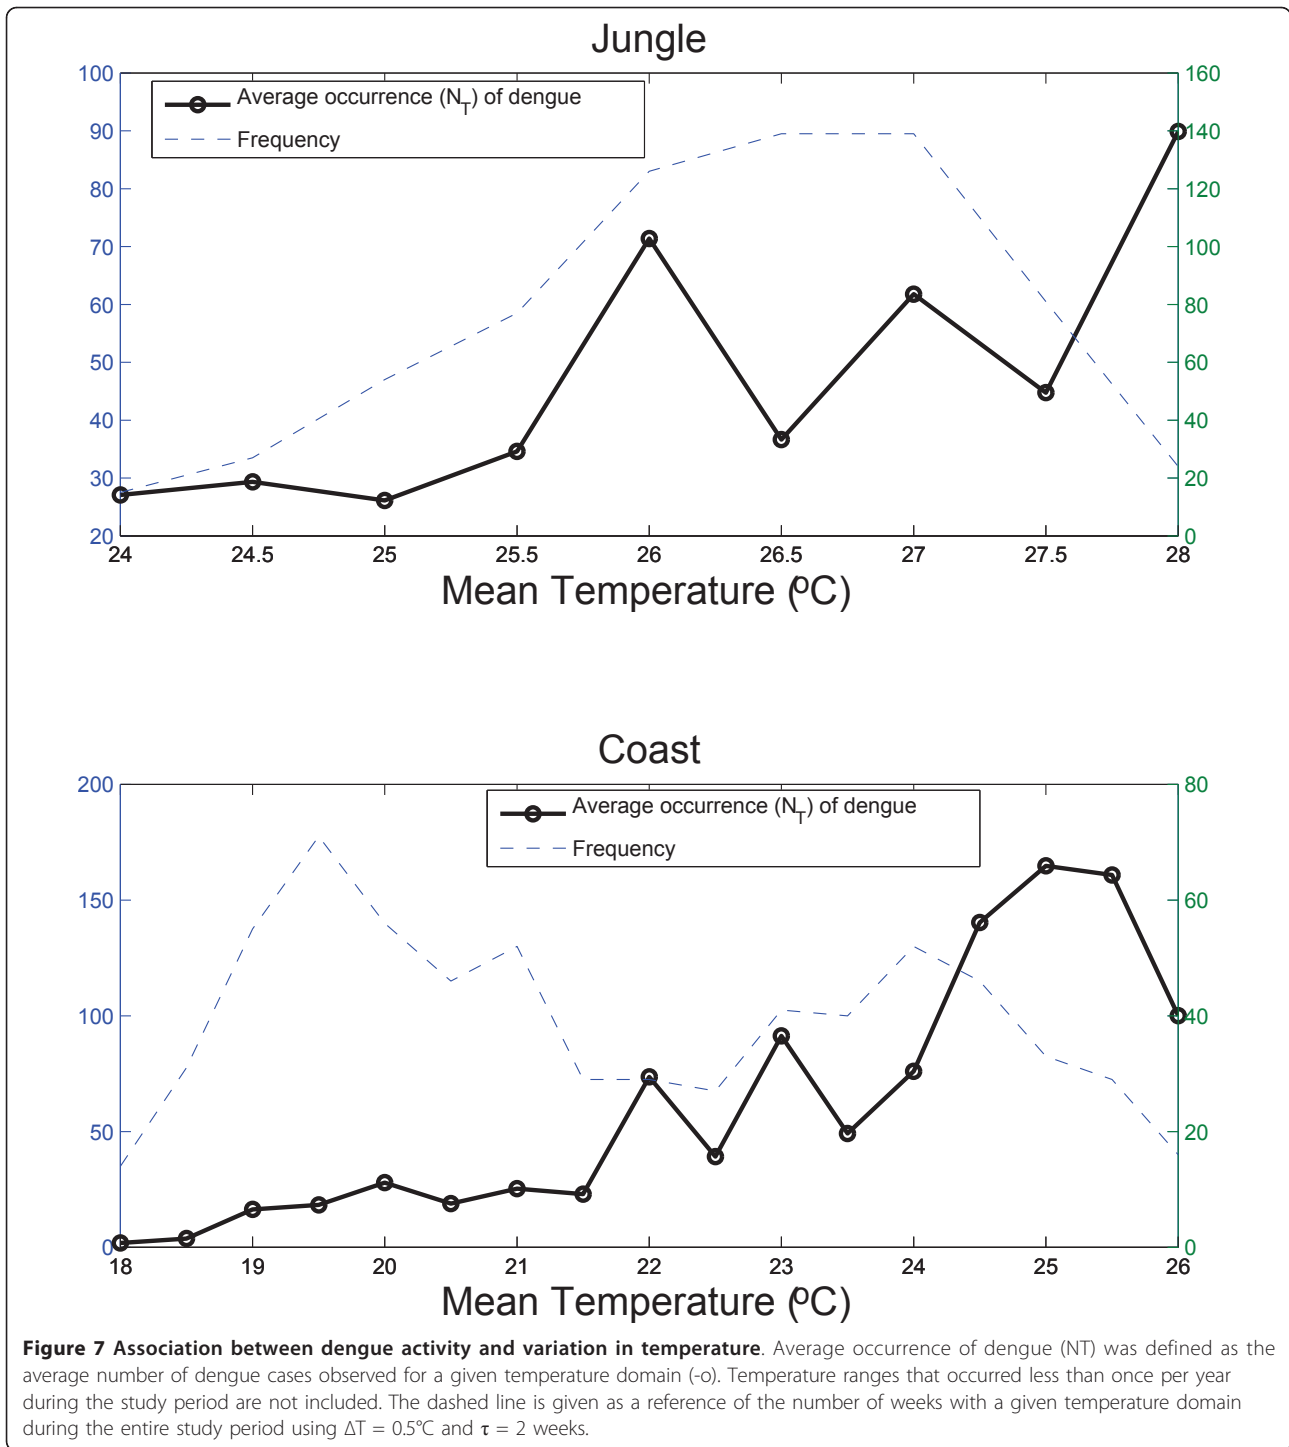 Jungle
100
90
80
70
60
50
40
30
20
160
140
120
100
80
60
40
20
0
Average occurrence (N_T) of dengue
Frequency
24 24.5 25 25.5 26 26.5 27 27.5 28
Mean Temperature (ºC)
Coast
200
150
100
50
0
80
60
40
20
0
Average occurrence (N_T) of dengue
Frequency
18 19 20 21 22 23 24 25 26
Mean Temperature (ºC)
Figure 7 Association between dengue activity and variation in temperature. Average occurrence of dengue (NT) was defined as the
average number of dengue cases observed for a given temperature domain (-o). Temperature ranges that occurred less than once per year
during the study period are not included. The dashed line is given as a reference of the number of weeks with a given temperature domain
during the entire study period using ΔT = 0.5°C and τ = 2 weeks.